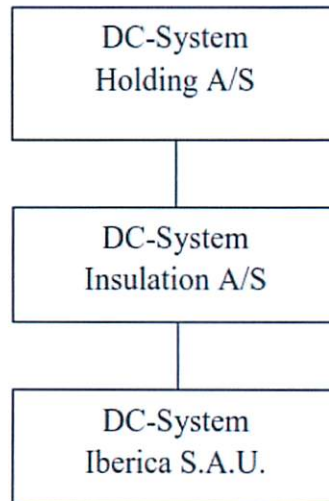 DC-System
Holding A/S
DC-System
Insulation A/S
DC-System
Iberica S.A.U.